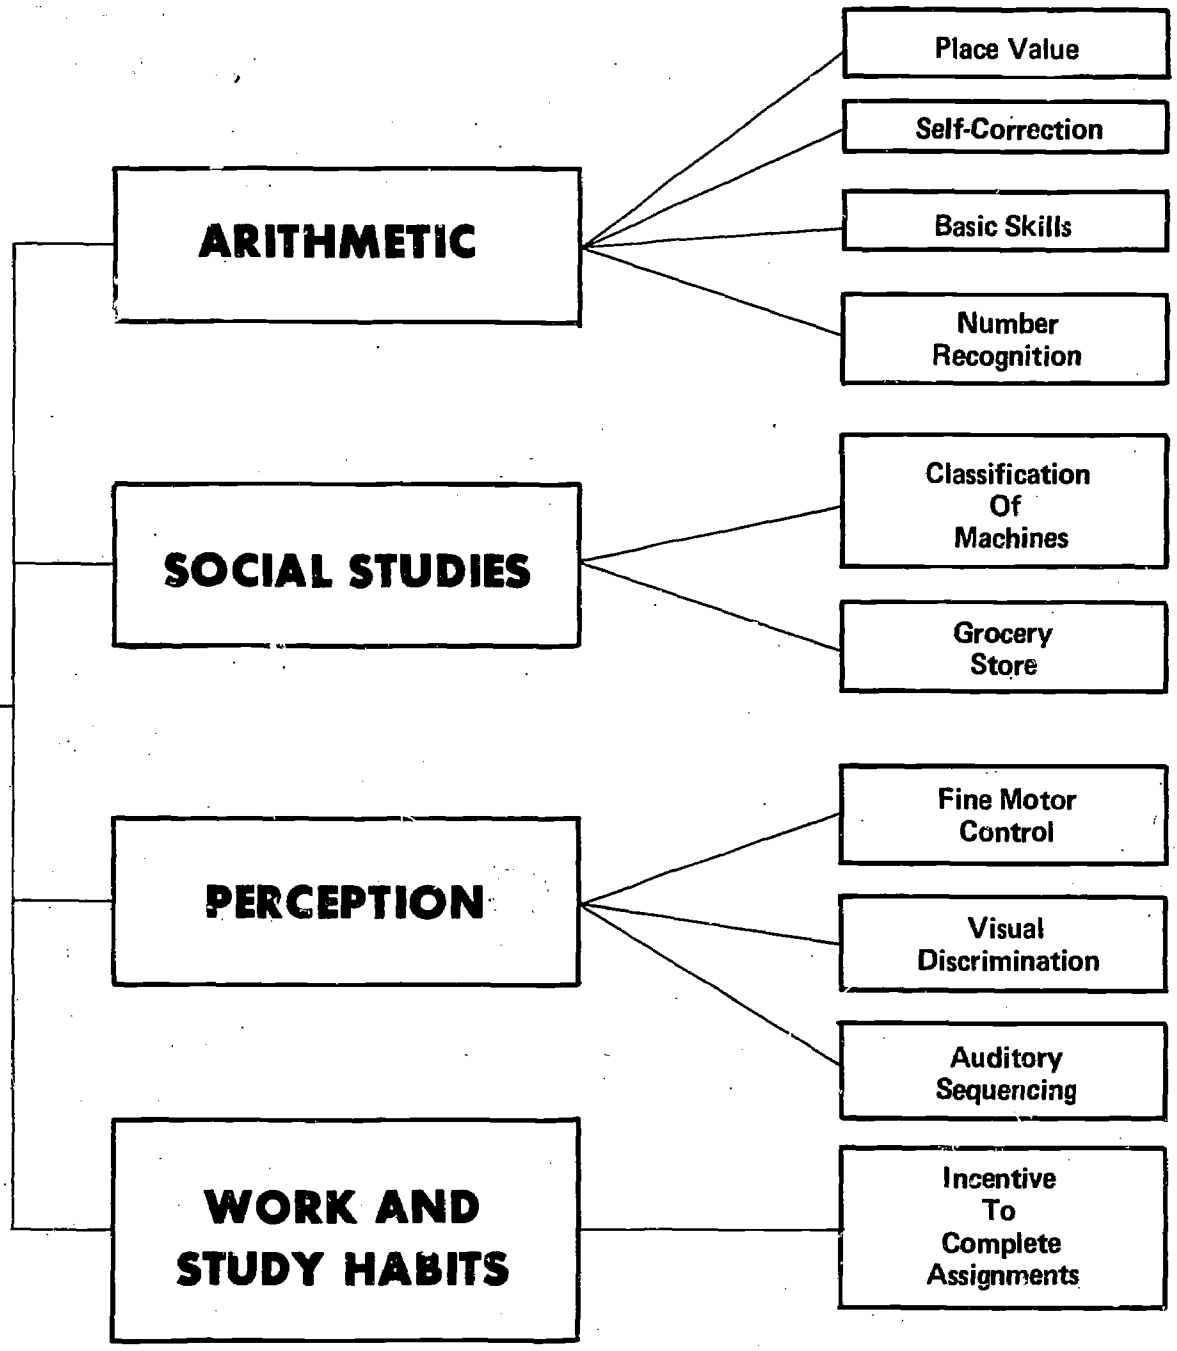 ARITHMETIC
Place Value
Self-Correction
Basic Skills
Number
Recognition
SOCIAL STUDIES
Classification
Of
Machines
Grocery
Store
PERCEPTION
Fine Motor
Control
Visual
Discrimination
Auditory
Sequencing
WORK AND
STUDY HABITS
Incentive
To
Complete
Assignments